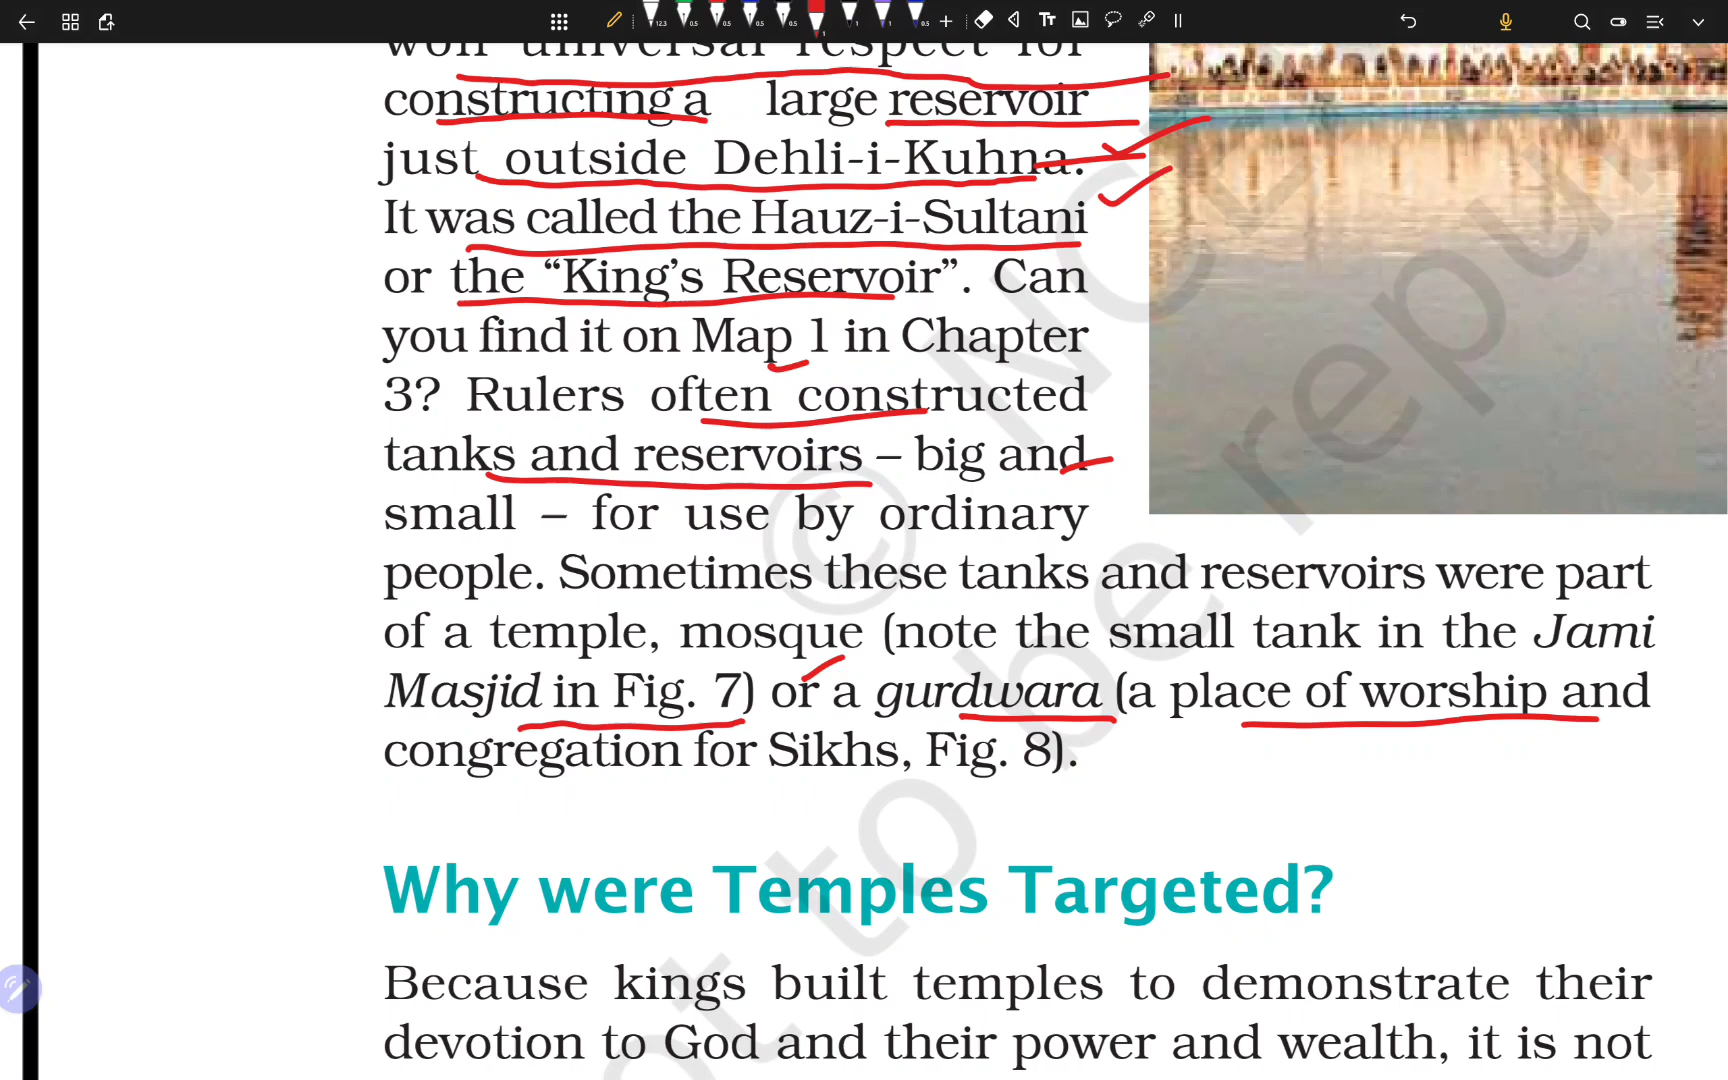 won universal respect for
constructing a large reservoir
just outside Dehli-i-Kuhna.
It was called the Hauz-i-Sultani
or the “King’s Reservoir”. Can
you find it on Map 1 in Chapter
3? Rulers often constructed
tanks and reservoirs – big and
small – for use by ordinary
people. Sometimes these tanks and reservoirs were part
of a temple, mosque (note the small tank in the Jami
Masjid in Fig. 7) or a gurdwara (a place of worship and
congregation for Sikhs, Fig. 8).
Why were Temples Targeted?
Because kings built temples to demonstrate their
devotion to God and their power and wealth, it is not